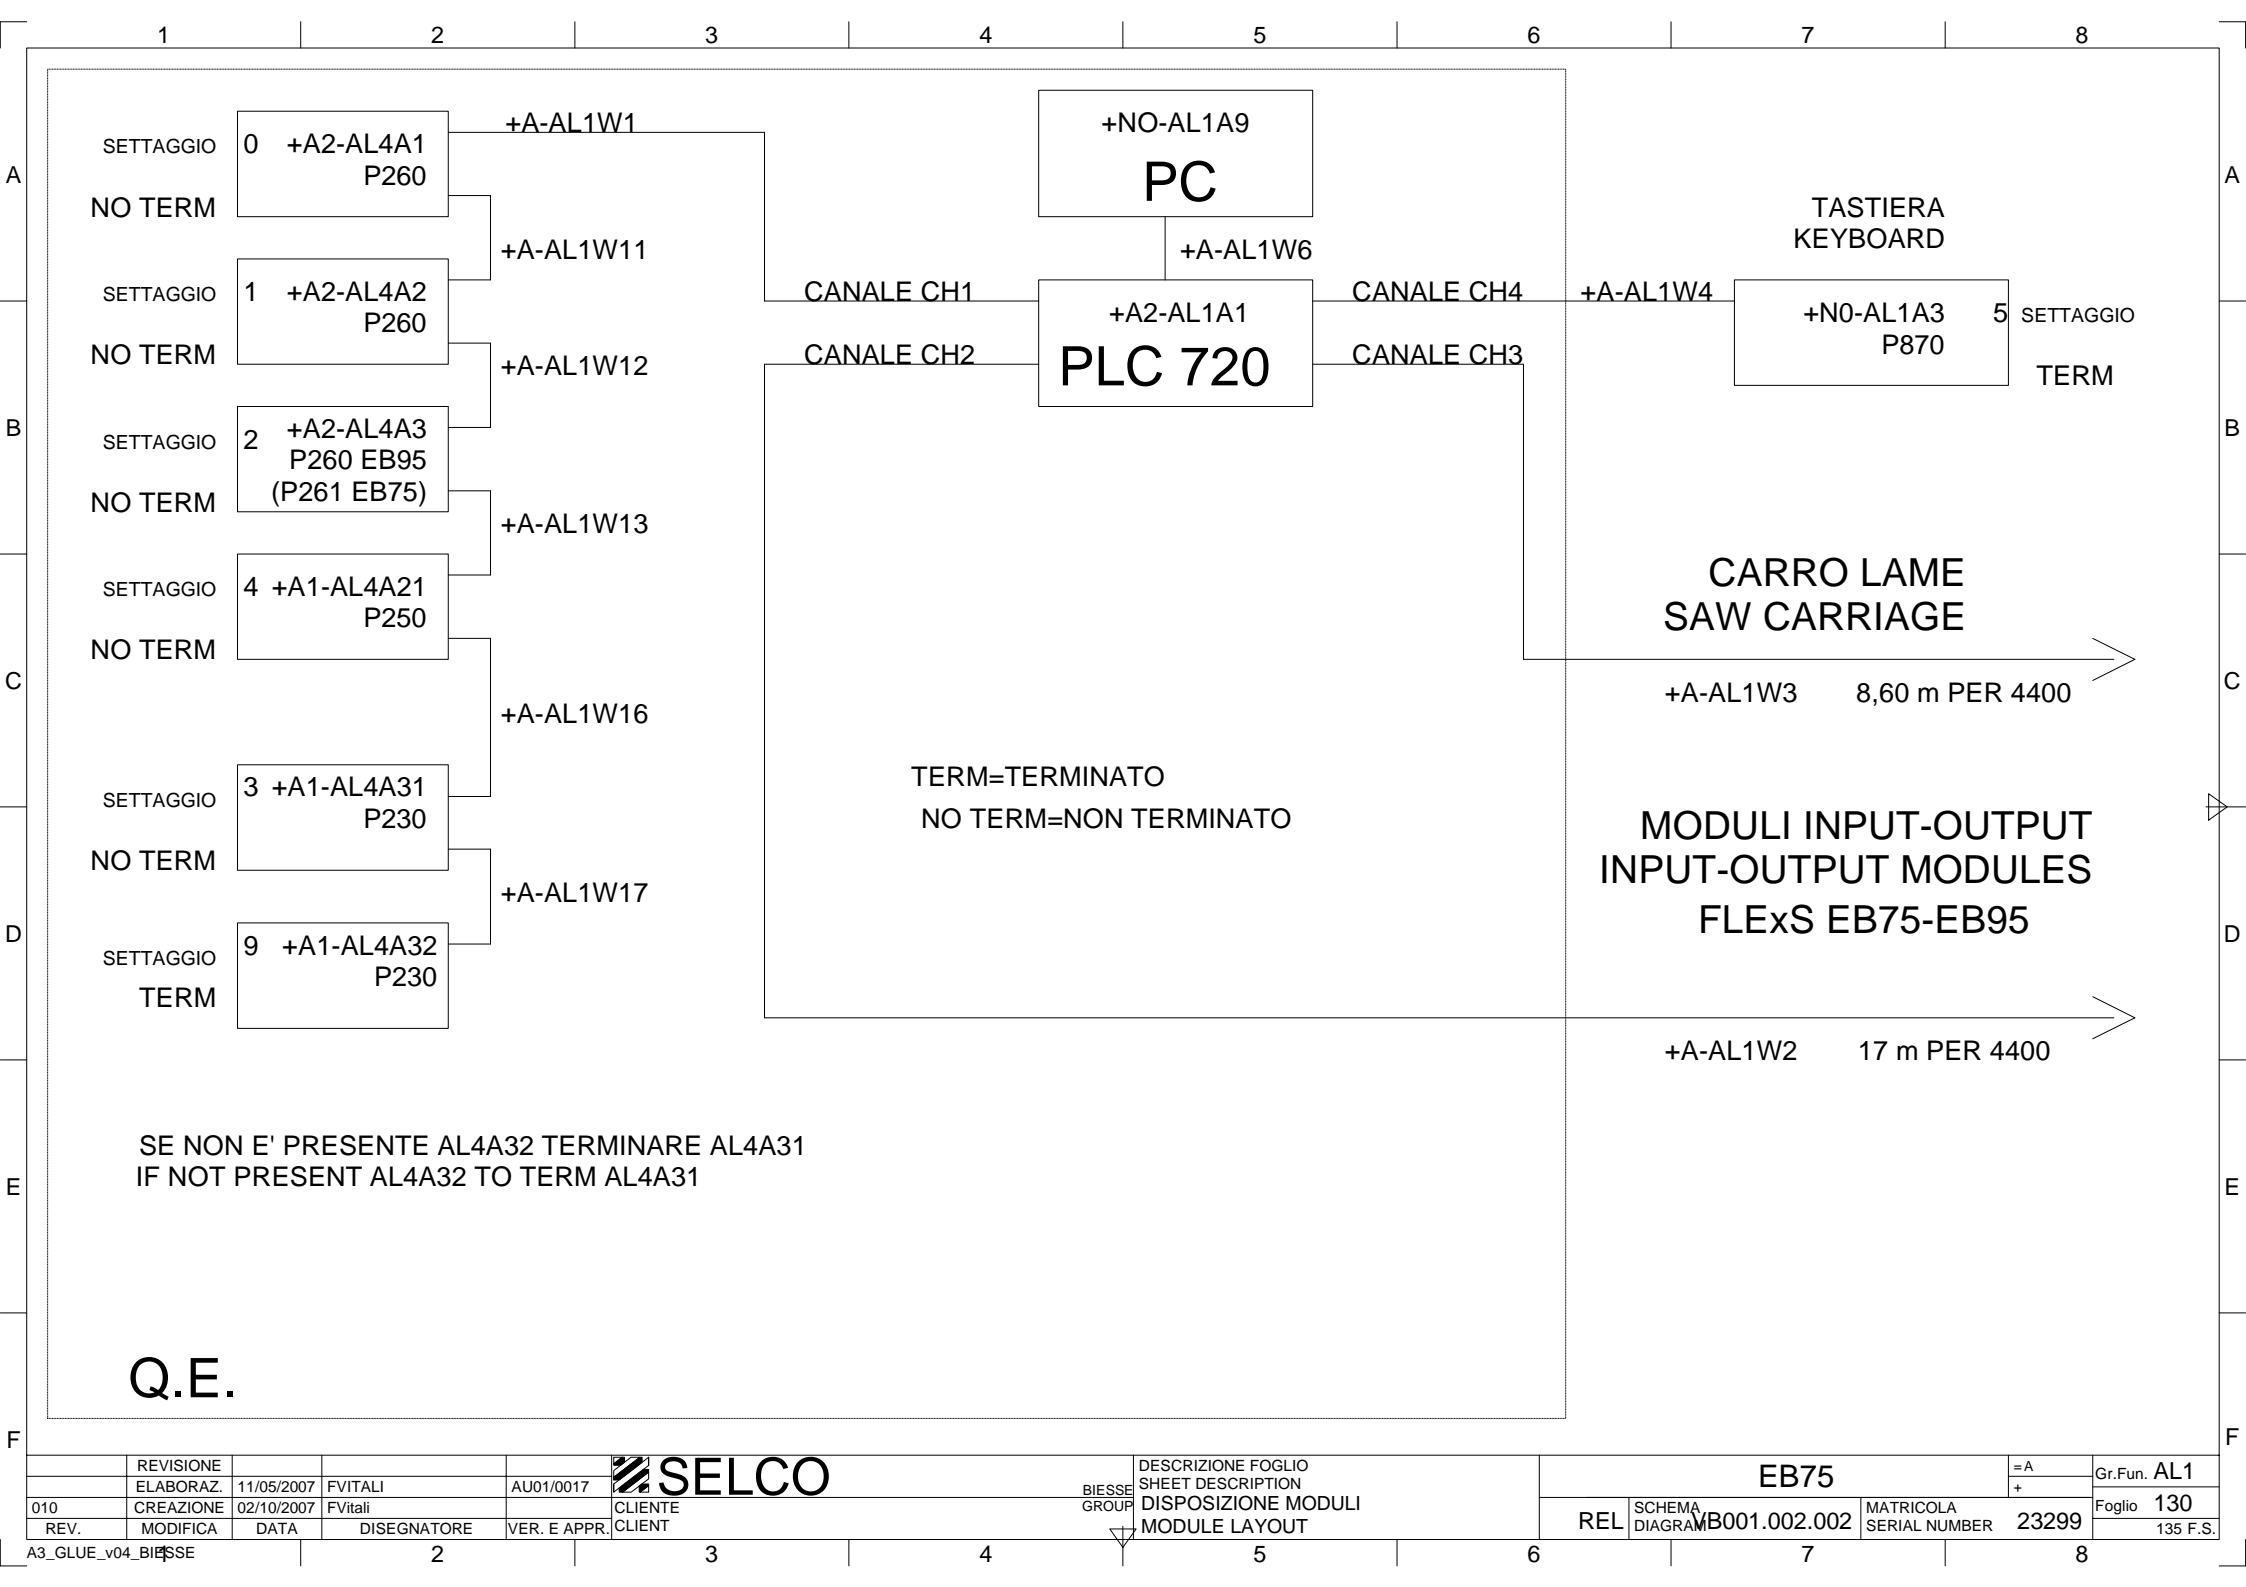 1 2 3 4 5 6 7 8
A A
B B
C C
D D
E E
F F
SETTAGGIO 0 +A2-AL4A1
P260
NO TERM
+A-AL1W1
+A-AL1W11
SETTAGGIO 1 +A2-AL4A2
P260
NO TERM
+A-AL1W12
SETTAGGIO 2 +A2-AL4A3
P260 EB95
(P261 EB75)
NO TERM
+A-AL1W13
SETTAGGIO 4 +A1-AL4A21
P250
NO TERM
+A-AL1W16
SETTAGGIO 3 +A1-AL4A31
P230
NO TERM
+A-AL1W17
SETTAGGIO 9 +A1-AL4A32
P230
TERM
+NO-AL1A9
PC
+A-AL1W6
CANALE CH1
CANALE CH2
+A2-AL1A1
PLC 720
CANALE CH4
CANALE CH3
+A-AL1W4
TASTIERA
KEYBOARD
+N0-AL1A3
P870
5 SETTAGGIO
TERM
CARRO LAME
SAW CARRIAGE
+A-AL1W3 8,60 m PER 4400
TERM=TERMINATO
NO TERM=NON TERMINATO
MODULI INPUT-OUTPUT
INPUT-OUTPUT MODULES
FLExS EB75-EB95
+A-AL1W2 17 m PER 4400
SE NON E' PRESENTE AL4A32 TERMINARE AL4A31
IF NOT PRESENT AL4A32 TO TERM AL4A31
Q.E.
REVISIONE
ELABORAZ. 11/05/2007 FVITALI AU01/0017
010 CREAZIONE 02/10/2007 FVitali
REV. MODIFICA DATA DISEGNATORE VER. E APPR.
SELCO
BIESSE
GROUP
CLIENTE
CLIENT
DESCRIZIONE FOGLIO
SHEET DESCRIPTION
DISPOSIZIONE MODULI
MODULE LAYOUT
EB75
=A
+
Gr.Fun. AL1
REL SCHEMA
DIAGRAM VB001.002.002
MATRICOLA
SERIAL NUMBER 23299
Foglio 130
135 F.S.
A3_GLUE_v04_BIESSE
1 2 3 4 5 6 7 8